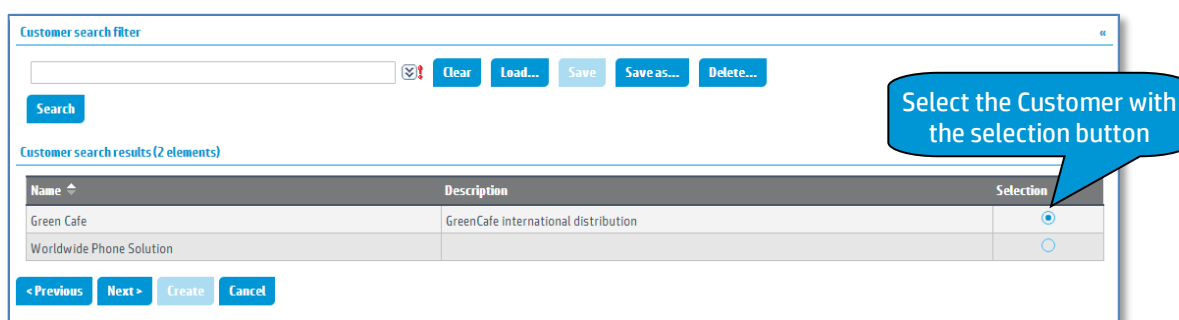 Customer search filter «
Clear Load... Save Save as... Delete...
Search
Select the Customer with
the selection button
Customer search results (2 elements)
Name Description Selection
Green Cafe GreenCafe international distribution
Worldwide Phone Solution
< Previous Next > Create Cancel